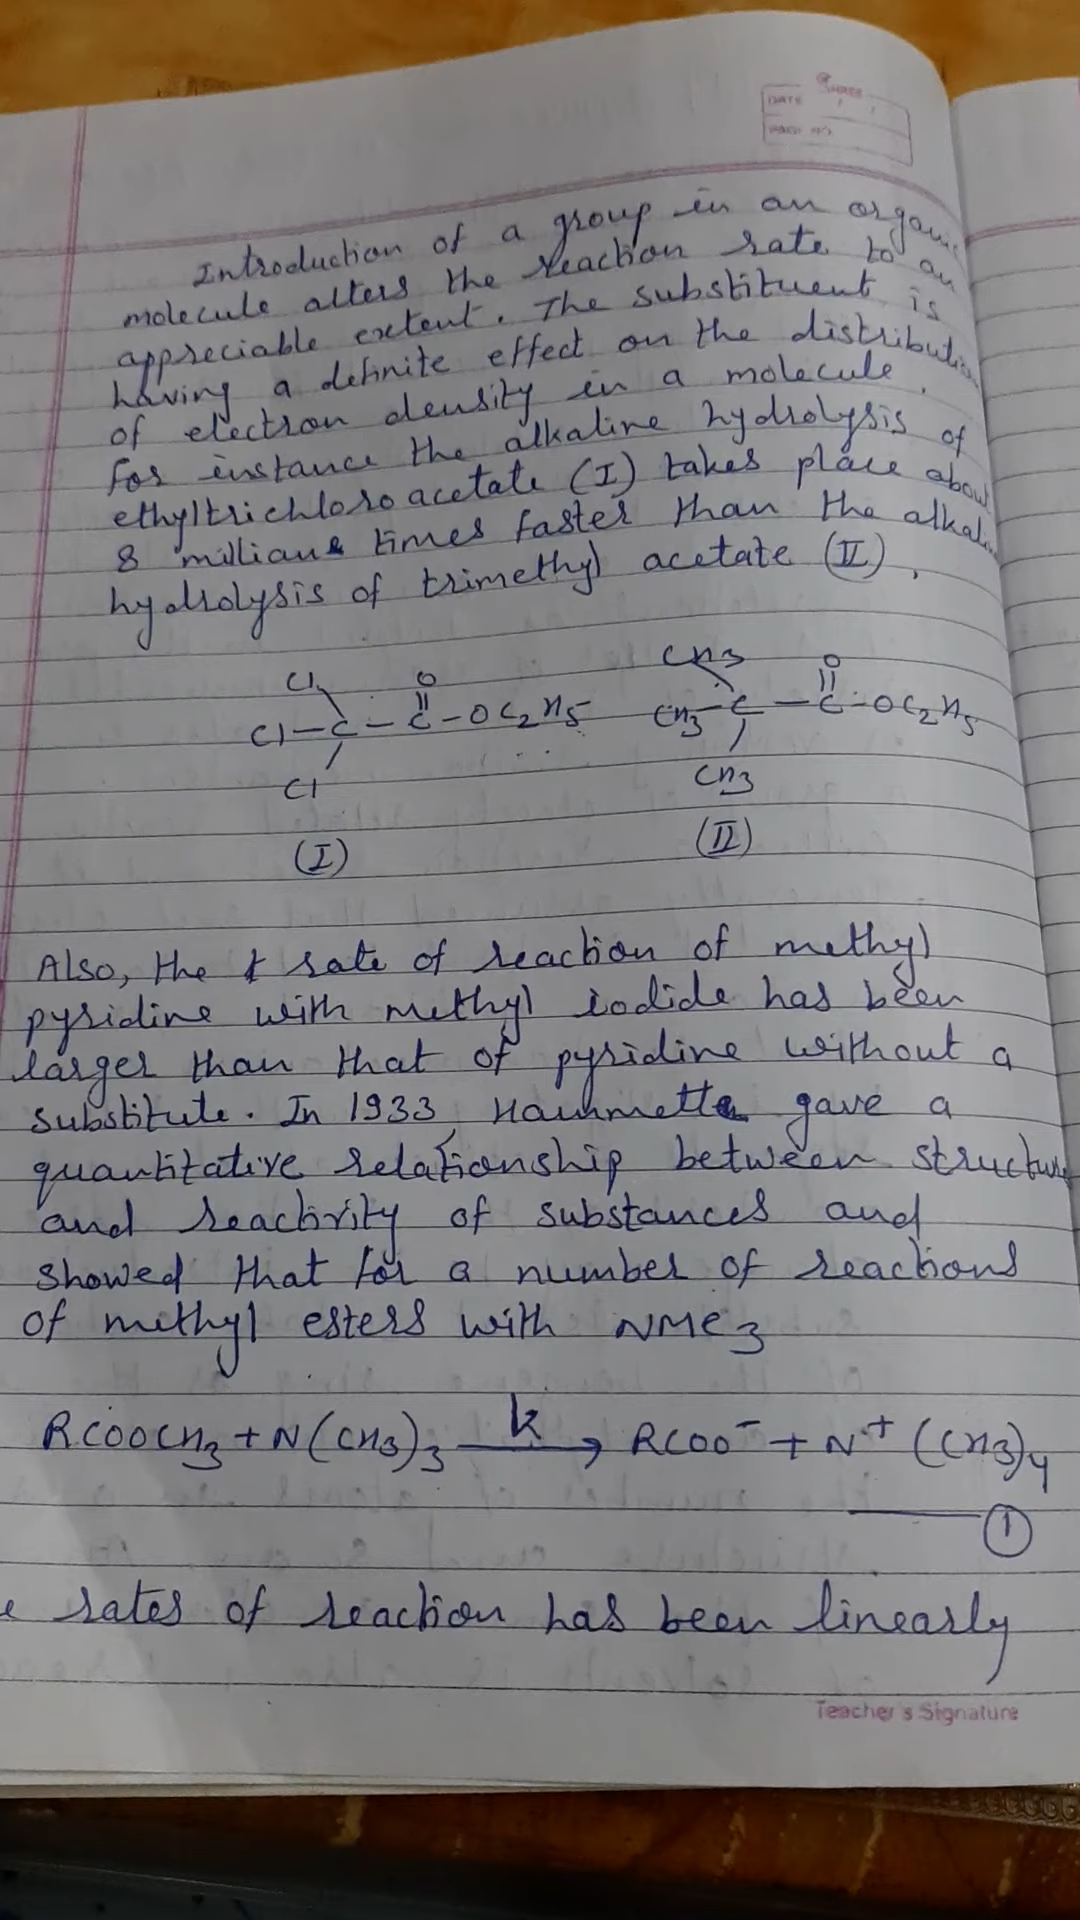 DATE
Introduction of a group in an organic
molecule alters the reaction rate to an
appreciable extent. The substituent is
having a definite effect on the distribution
of electron density in a molecule.
for instance the alkaline hydrolysis of
ethyltrichloro acetate (I) takes place about
8 millions times faster than the alkali
hydrolysis of trimethyl acetate (II).
Cl O CH3 O
Cl-C-C-OC2H5 CH3-C-C-OC2H5
Cl CH3
(I) (II)
Also, the rate of reaction of methyl
pyridine with methyl iodide has been
larger than that of pyridine without a
substitute. In 1933, Hammett gave a
quantitative relationship between structure
and reactivity of substances and
showed that for a number of reactions
of methyl esters with NMe3
RCOOCH3 + N(CH3)3 k→ RCOO- + N+ (CH3)4
1
rates of reaction has been linearly
Teacher's Signature